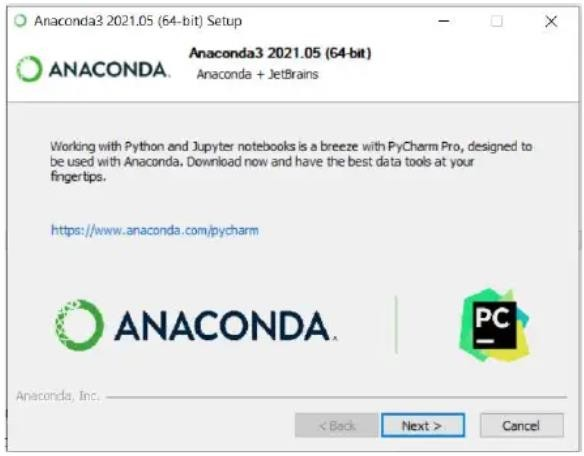 Anaconda3 2021.05 (64-bit) Setup
Anaconda3 2021.05 (64-bit)
ANACONDA.
Anaconda + JetBrains
Working with Python and Jupyter notebooks is a breeze with PyCharm Pro, designed to
be used with Anaconda. Download now and have the best data tools at your
fingertips.
https://www.anaconda.com/pycharm
ANACONDA.
PC
Anaconda, Inc.
< Back
Next >
Cancel